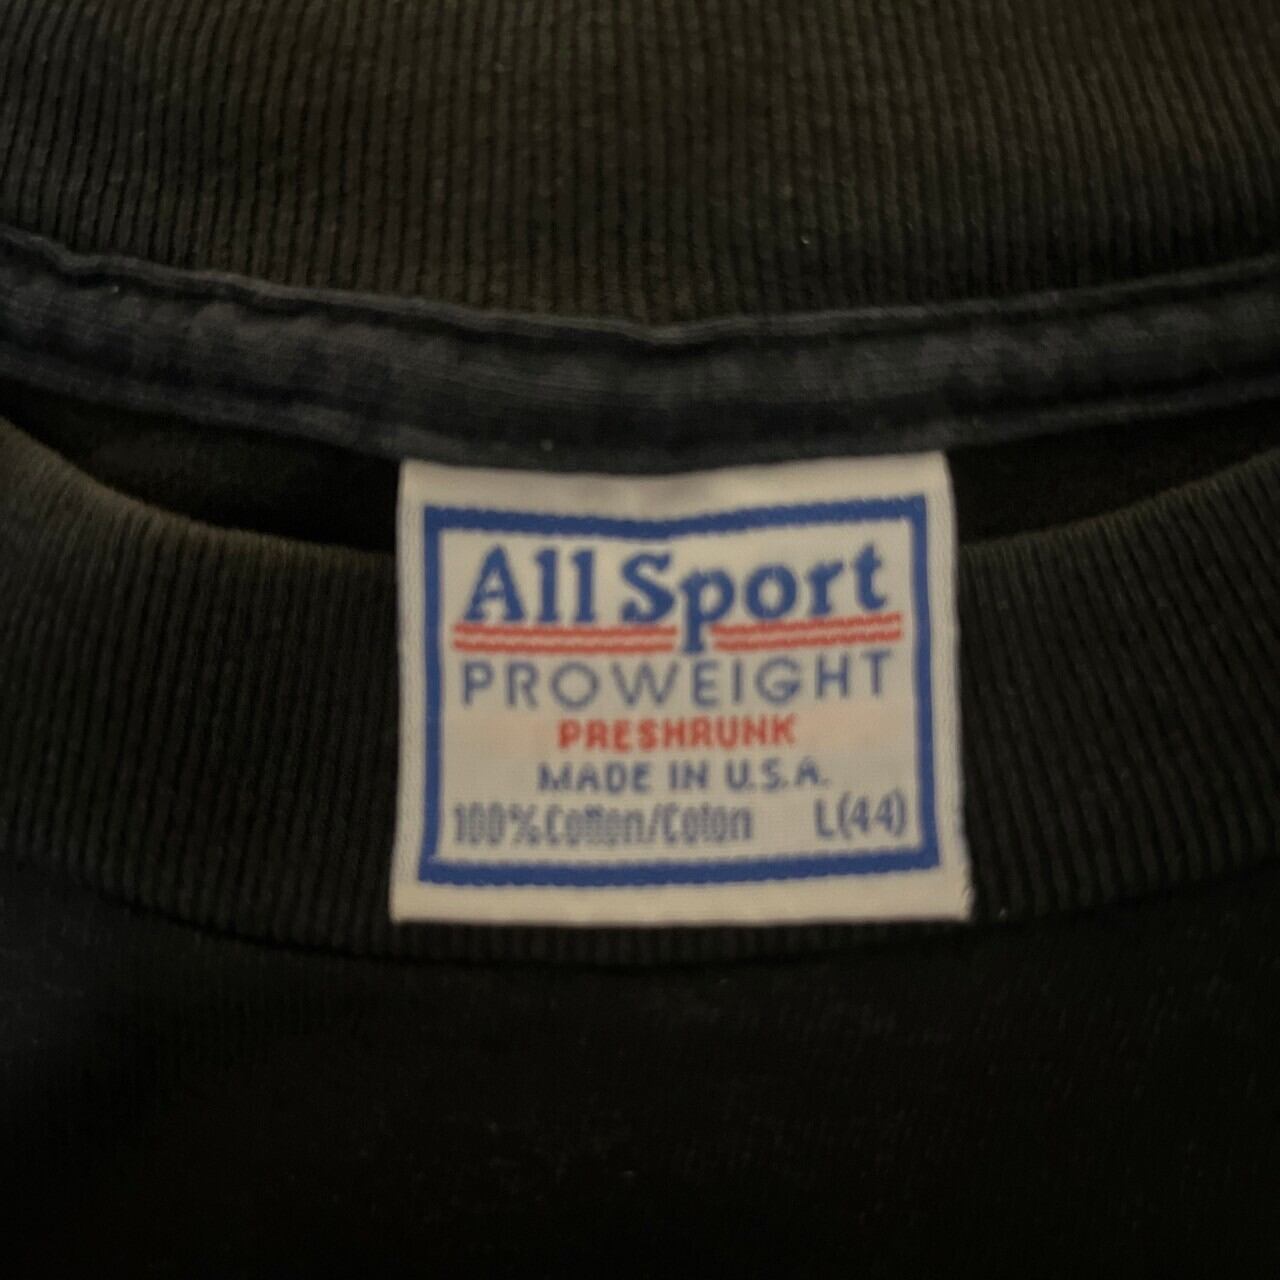 All Sport
PROWEIGHT
PRESHRUNK
MADE IN U.S.A.
100% Cotton/Coton L(44)